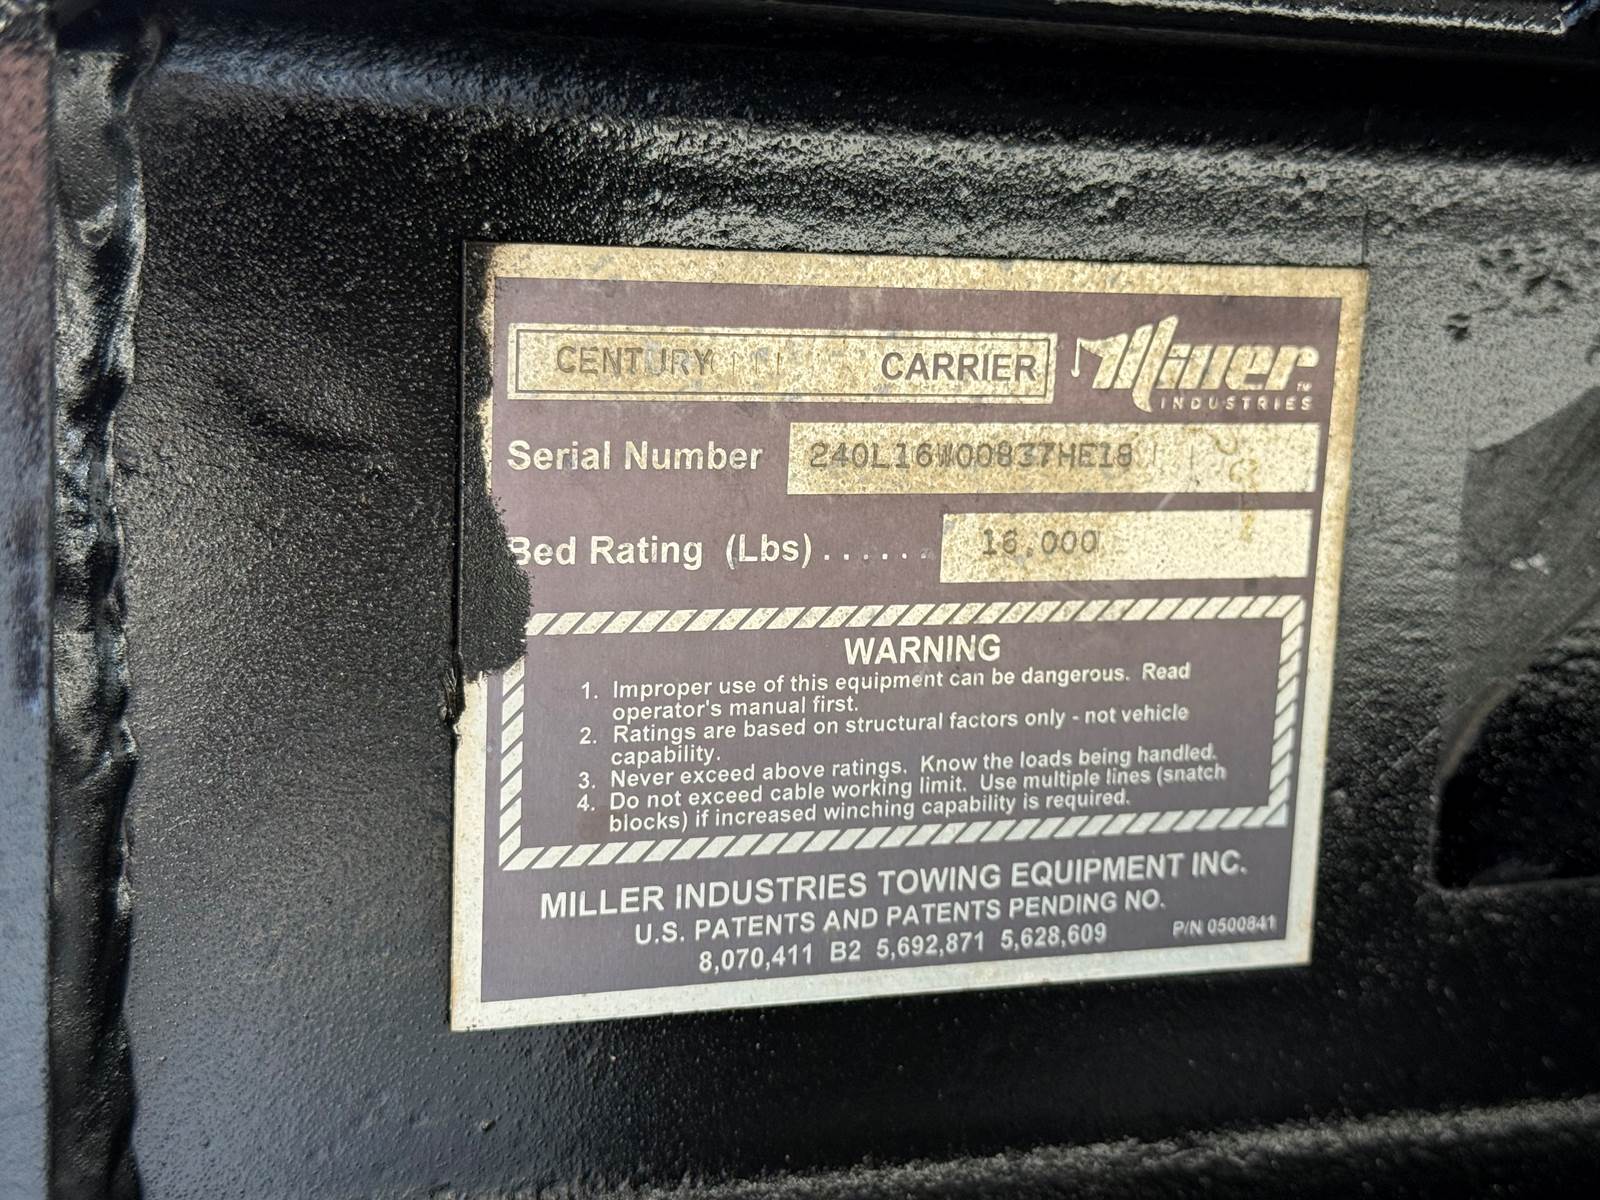 CENTURY CARRIER Miller™
INDUSTRIES
Serial Number 240L16W00837HE18
Bed Rating (Lbs) ...... 16,000
WARNING
1. Improper use of this equipment can be dangerous. Read
operator's manual first.
2. Ratings are based on structural factors only - not vehicle
capability.
3. Never exceed above ratings. Know the loads being handled.
4. Do not exceed cable working limit. Use multiple lines (snatch
blocks) if increased winching capability is required.
MILLER INDUSTRIES TOWING EQUIPMENT INC.
U.S. PATENTS AND PATENTS PENDING NO.
8,070,411 B2 5,692,871 5,628,609 P/N 0500841